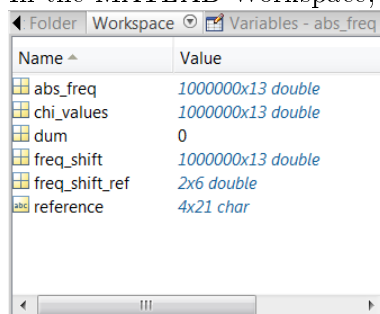 in the MATLAB Workspace,
Folder Workspace Variables - abs_freq
Name Value
abs_freq 1000000x13 double
chi_values 1000000x13 double
dum 0
freq_shift 1000000x13 double
freq_shift_ref 2x6 double
abc reference 4x21 char